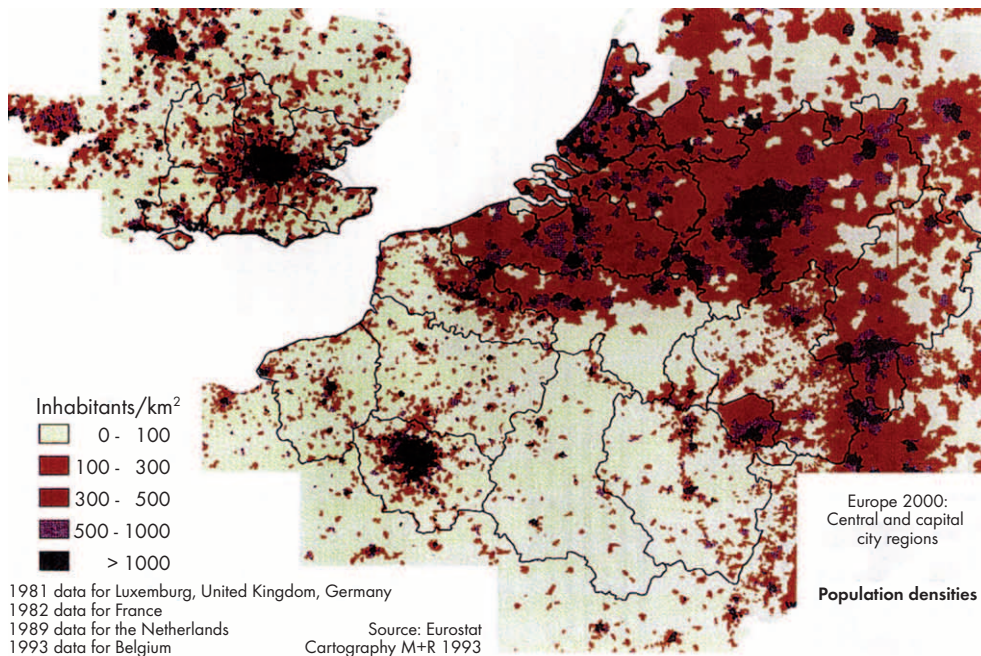 Inhabitants/km²
0 - 100
100 - 300
300 - 500
500 - 1000
> 1000
1981 data for Luxemburg, United Kingdom, Germany
1982 data for France
1989 data for the Netherlands
1993 data for Belgium
Source: Eurostat
Cartography M+R 1993
Europe 2000:
Central and capital
city regions
Population densities